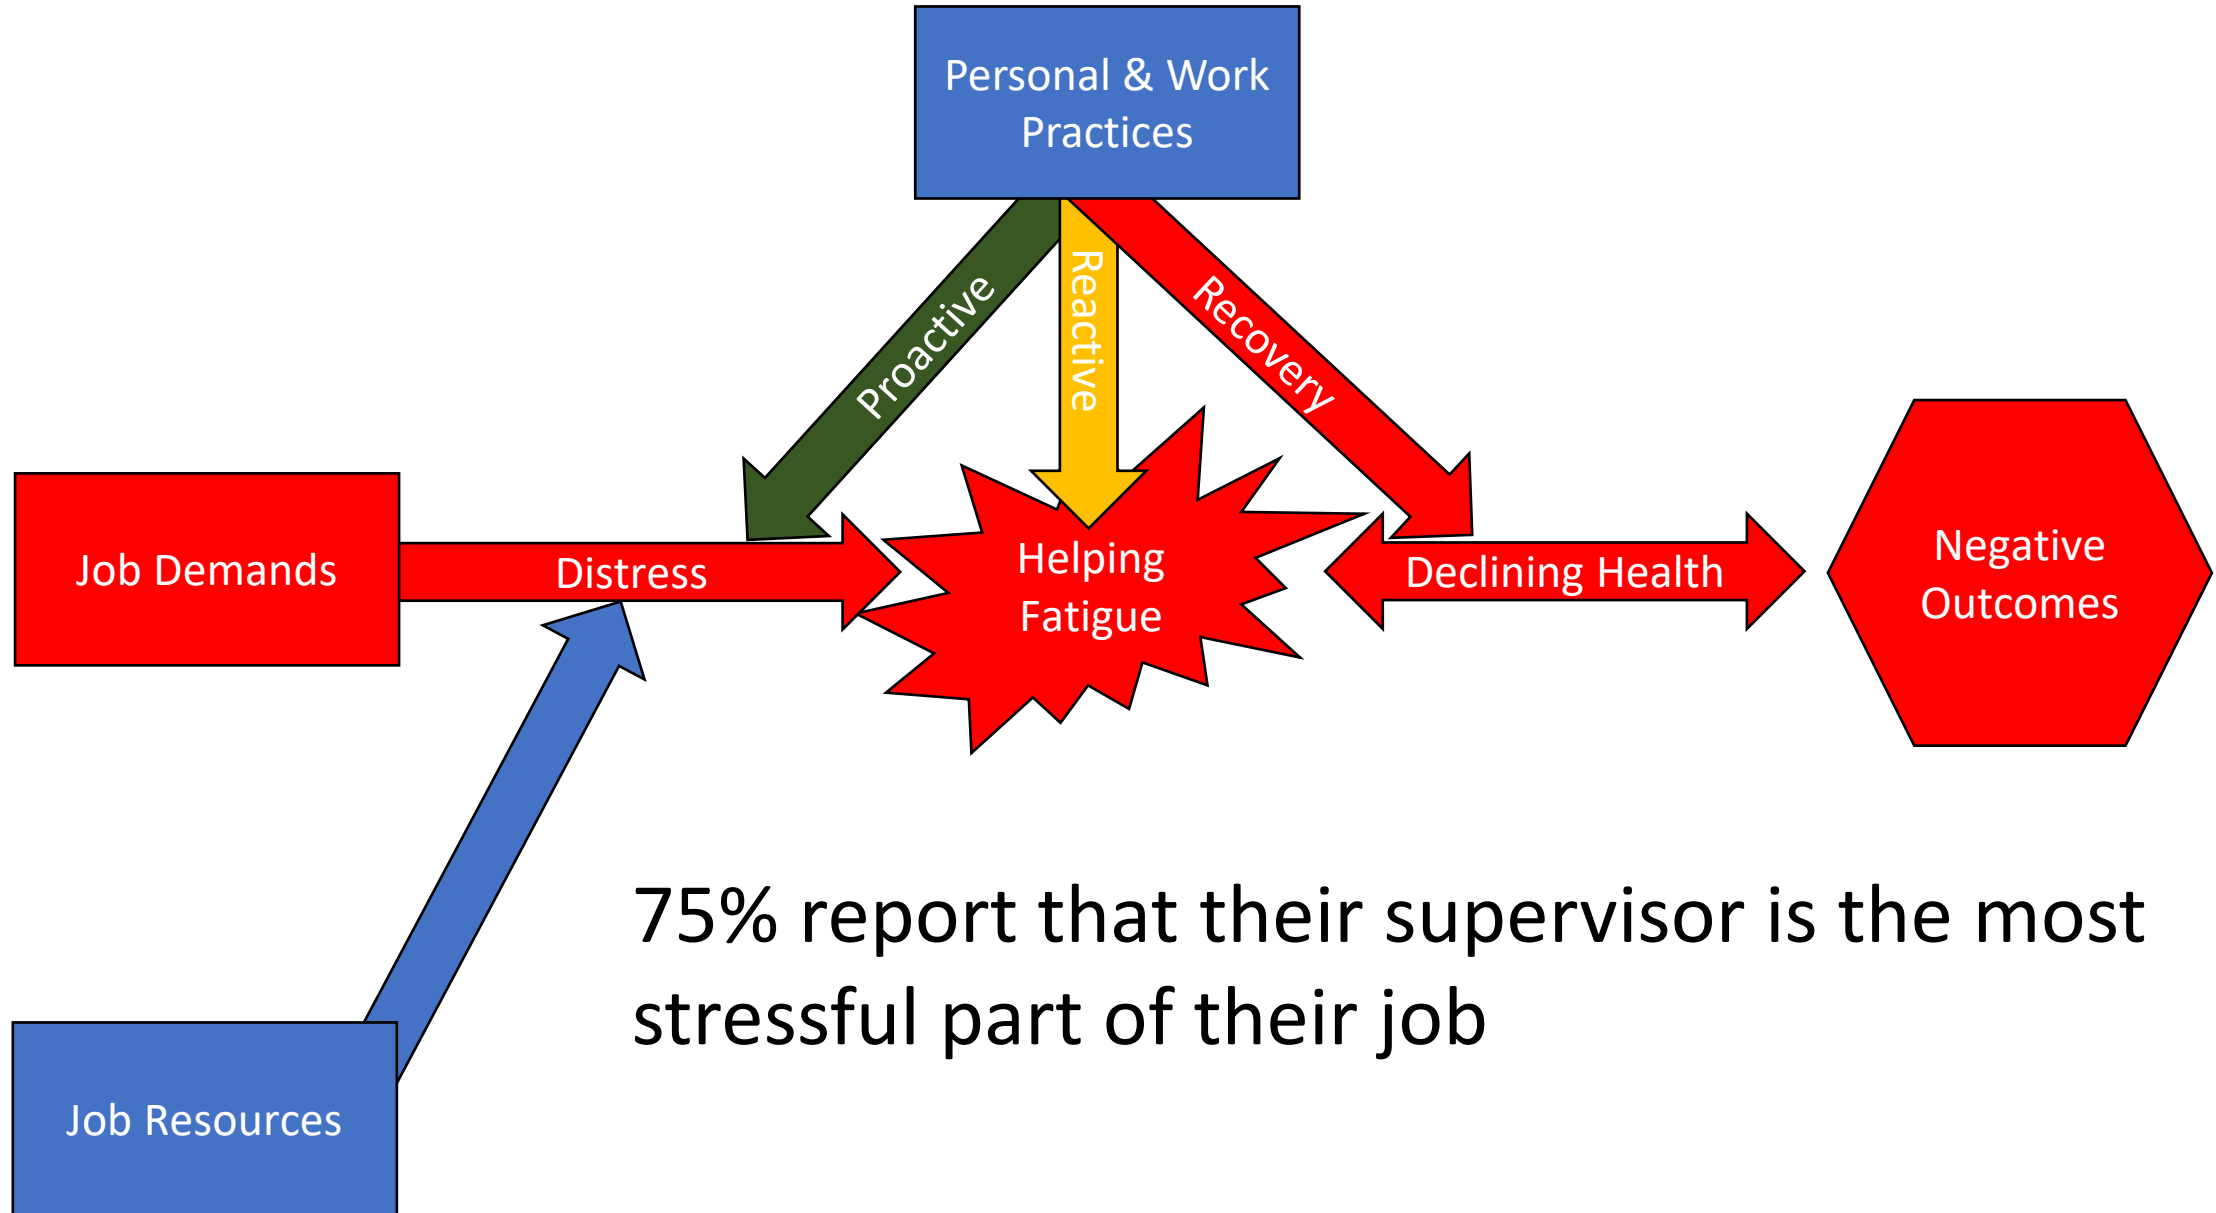 Personal & Work
Practices
Proactive
Reactive
Recovery
Job Demands
Distress
Helping
Fatigue
Declining Health
Negative
Outcomes
75% report that their supervisor is the most
stressful part of their job
Job Resources